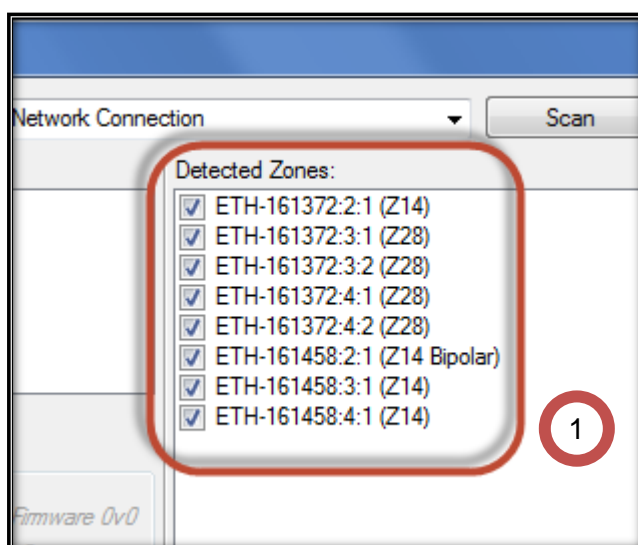 Network Connection
Scan
Detected Zones:
ETH-161372:2:1 (Z14)
ETH-161372:3:1 (Z28)
ETH-161372:3:2 (Z28)
ETH-161372:4:1 (Z28)
ETH-161372:4:2 (Z28)
ETH-161458:2:1 (Z14 Bipolar)
ETH-161458:3:1 (Z14)
ETH-161458:4:1 (Z14)
1
Firmware 0v0